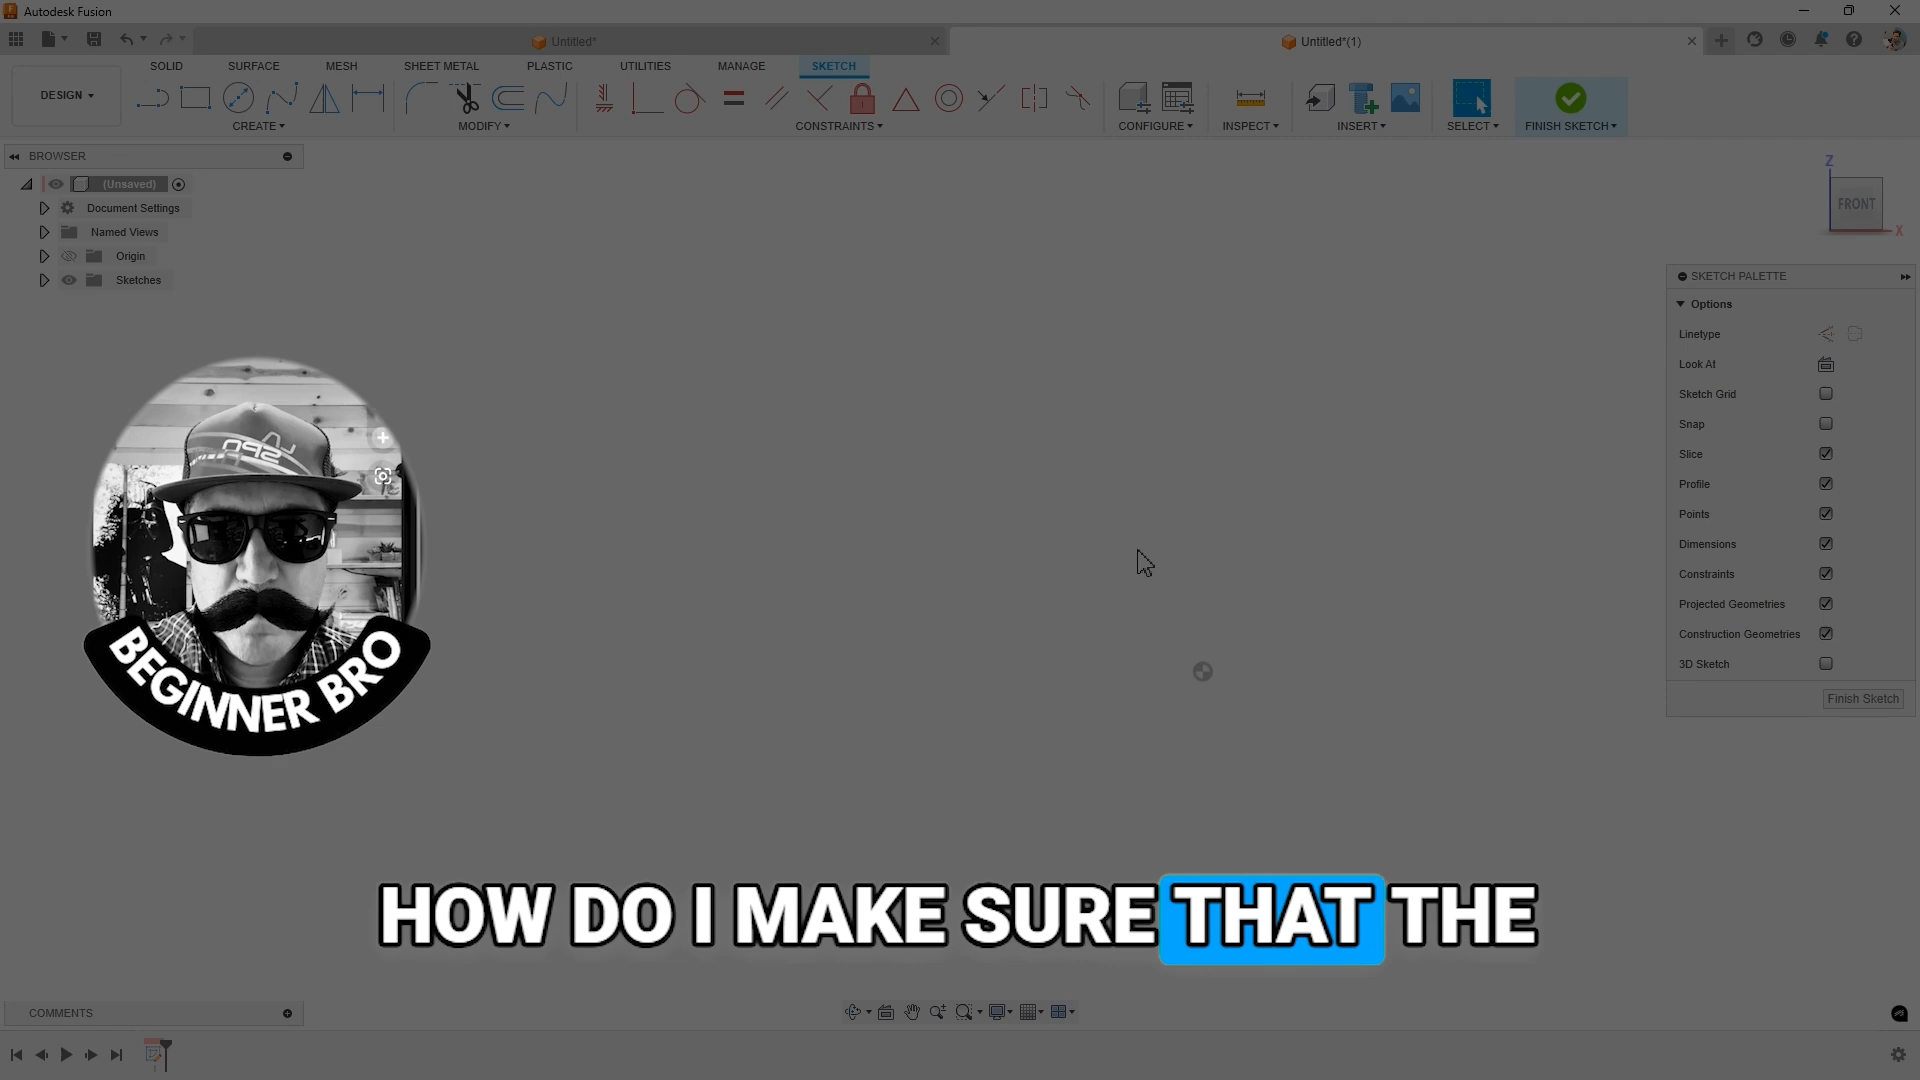 Autodesk Fusion
Untitled*
Untitled*(1)
SOLID SURFACE MESH SHEET METAL PLASTIC UTILITIES MANAGE SKETCH
DESIGN
CREATE MODIFY CONSTRAINTS CONFIGURE INSPECT INSERT SELECT FINISH SKETCH
BROWSER
(Unsaved)
Document Settings
Named Views
Origin
Sketches
Z
FRONT
X
SKETCH PALETTE
Options
Linetype
Look At
Sketch Grid
Snap
Slice
Profile
Points
Dimensions
Constraints
Projected Geometries
Construction Geometries
3D Sketch
Finish Sketch
BEGINNER BRO
HOW DO I MAKE SURE THAT THE
COMMENTS